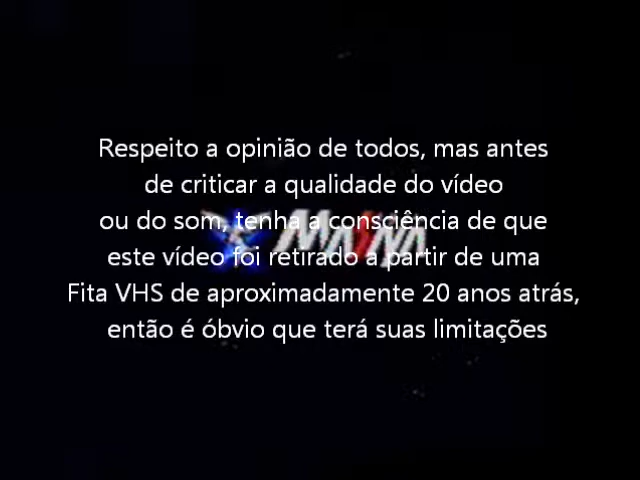 Respeito a opinião de todos, mas antes
de criticar a qualidade do vídeo
ou do som, tenha a consciência de que
este vídeo foi retirado a partir de uma
Fita VHS de aproximadamente 20 anos atrás,
então é óbvio que terá suas limitações